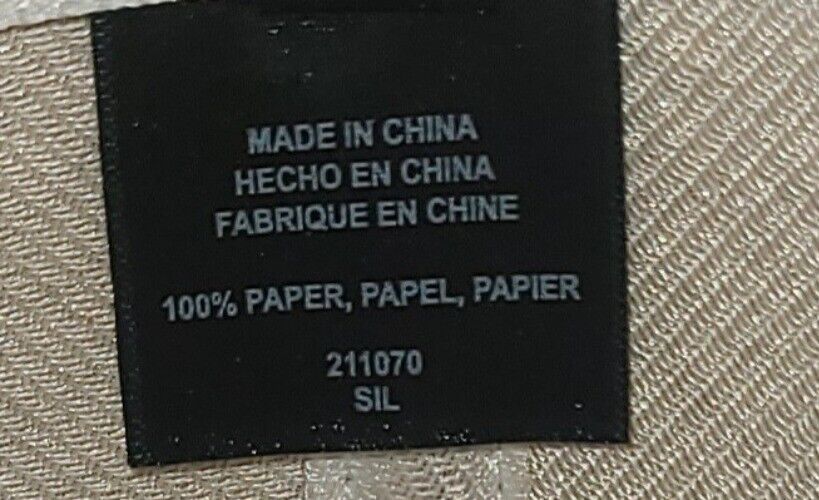 MADE IN CHINA
HECHO EN CHINA
FABRIQUE EN CHINE
100% PAPER, PAPEL, PAPIER
211070
SIL